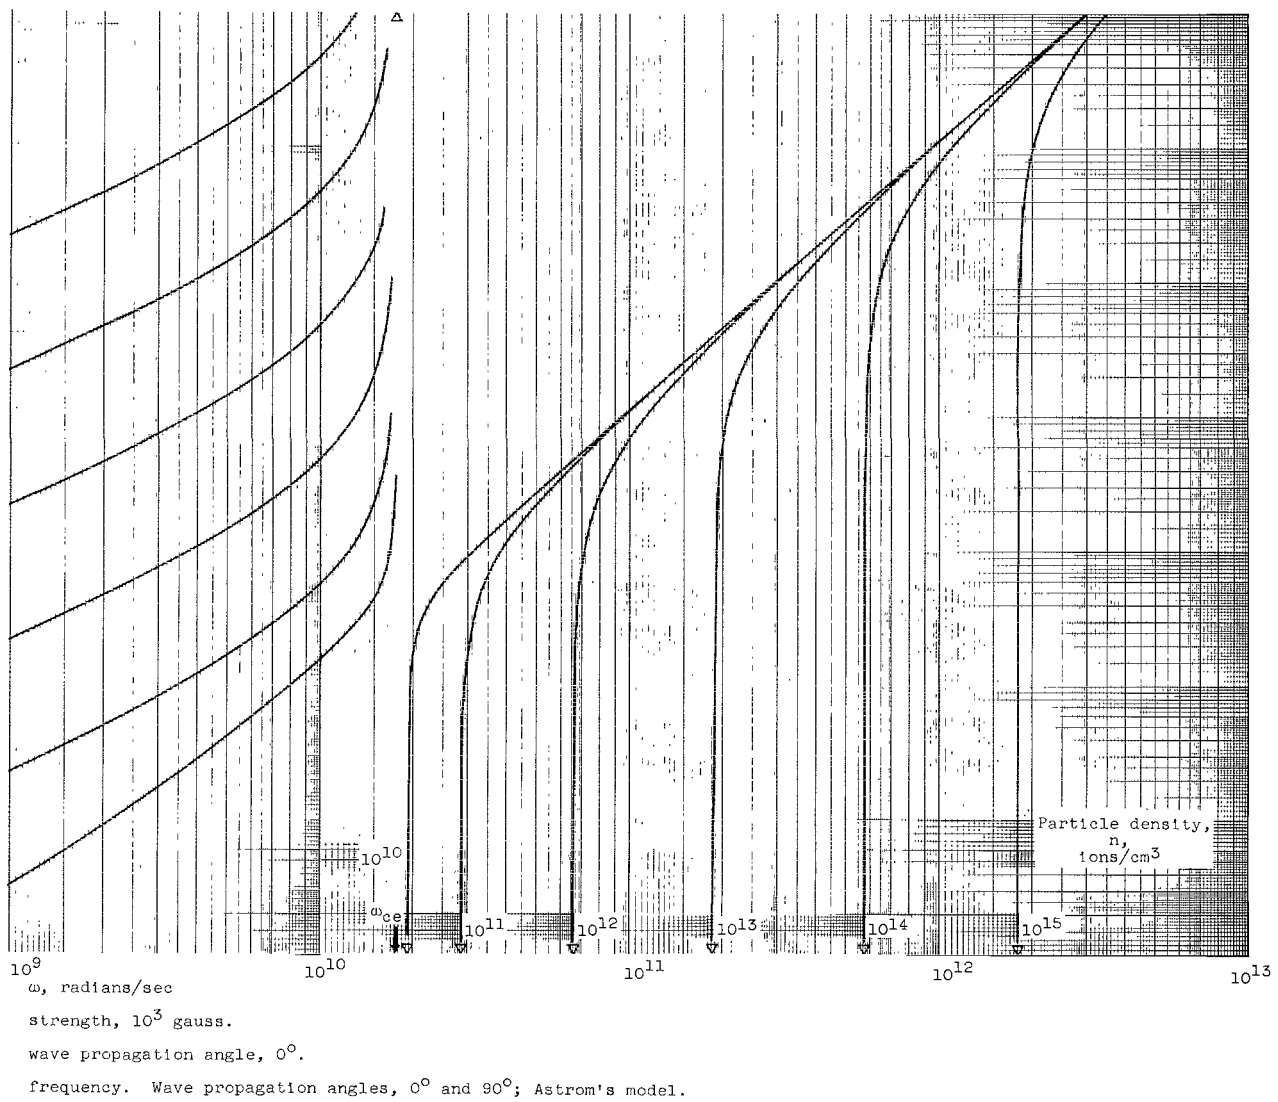 Particle density,
n,
ions/cm³
10¹⁰
ωce
10¹¹
10¹²
10¹³
10¹⁴
10¹⁵
10⁹
10¹⁰
10¹¹
10¹²
10¹³
ω, radians/sec
strength, 10³ gauss.
wave propagation angle, 0°.
frequency. Wave propagation angles, 0° and 90°; Astrom's model.